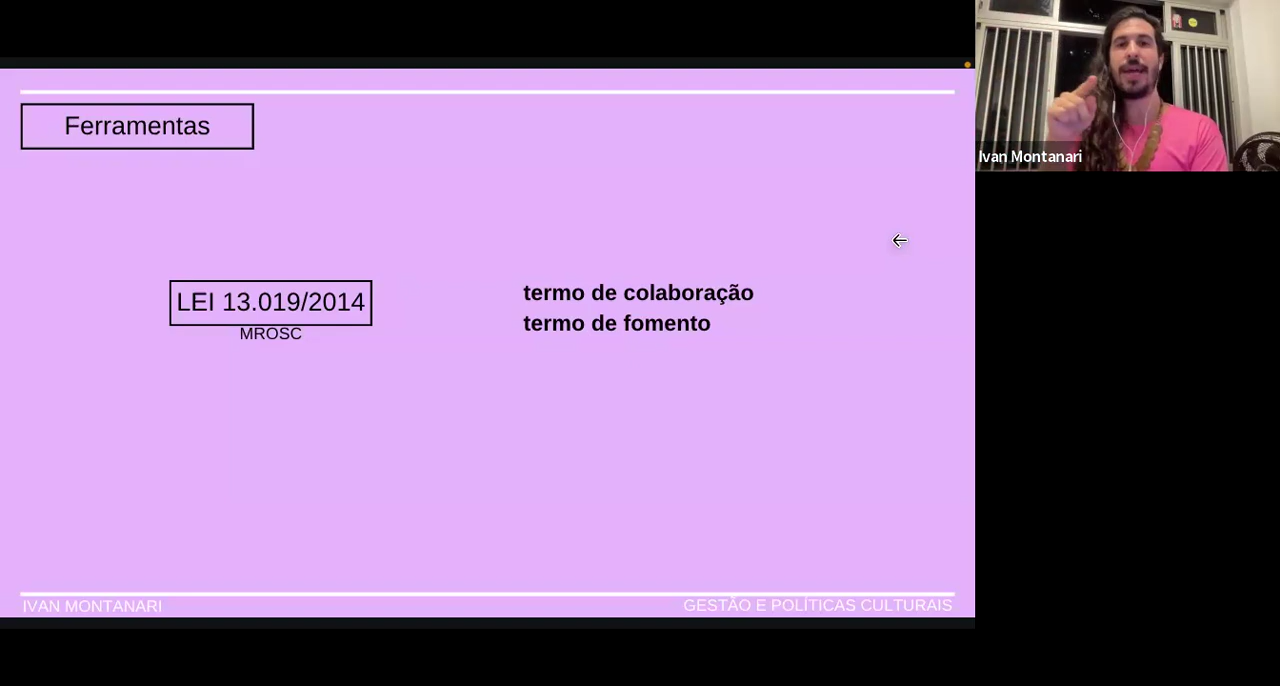 Ferramentas
LEI 13.019/2014
MROSC
termo de colaboração
termo de fomento
IVAN MONTANARI
GESTÃO E POLÍTICAS CULTURAIS
Ivan Montanari